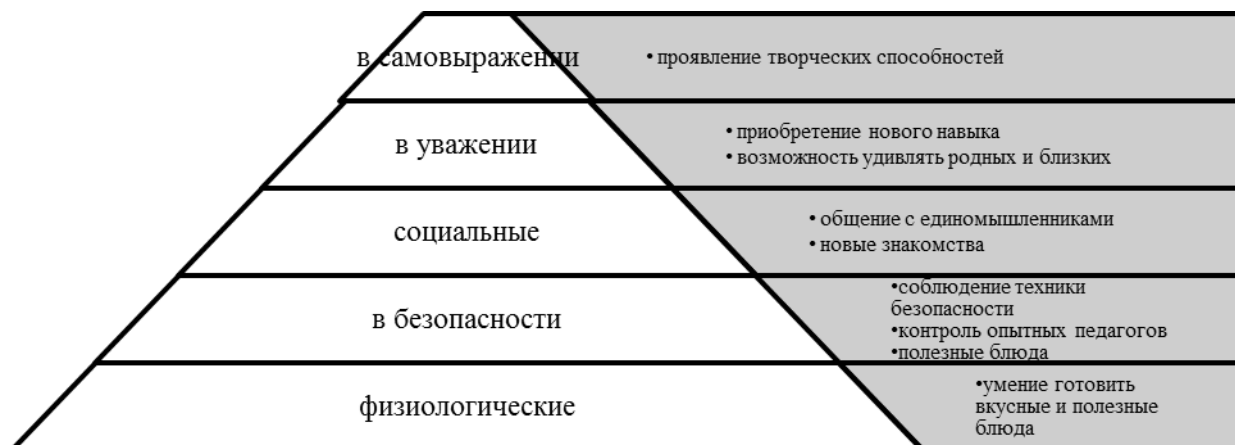 в самовыражении
• проявление творческих способностей
в уважении
• приобретение нового навыка
• возможность удивлять родных и близких
социальные
• общение с единомышленниками
• новые знакомства
в безопасности
•соблюдение техники
безопасности
•контроль опытных педагогов
•полезные блюда
физиологические
•умение готовить
вкусные и полезные
блюда